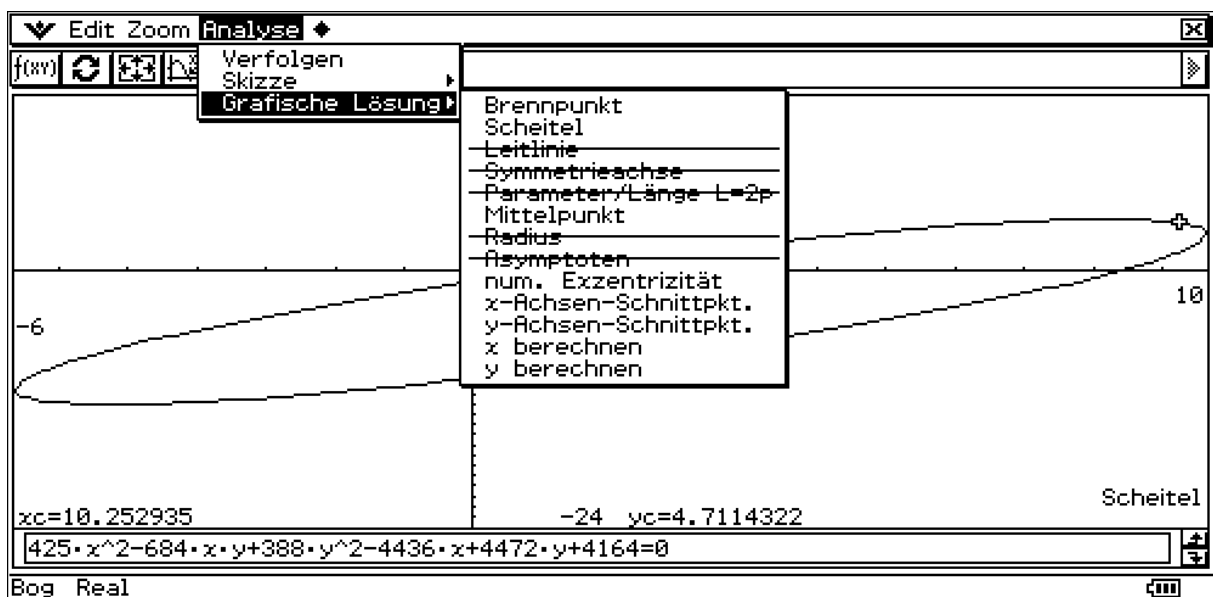 Edit Zoom Analyse
f(xy)
Verfolgen
Skizze
Grafische Lösung
Brennpunkt
Scheitel
Leitlinie
Symmetrieachse
Parameter/Länge L=2p
Mittelpunkt
Radius
Asymptoten
num. Exzentrizität
x-Achsen-Schnittpkt.
y-Achsen-Schnittpkt.
x berechnen
y berechnen
-6
10
Scheitel
xc=10.252935 -24 yc=4.7114322
425·x^2-684·x·y+388·y^2-4436·x+4472·y+4164=0
Bog Real